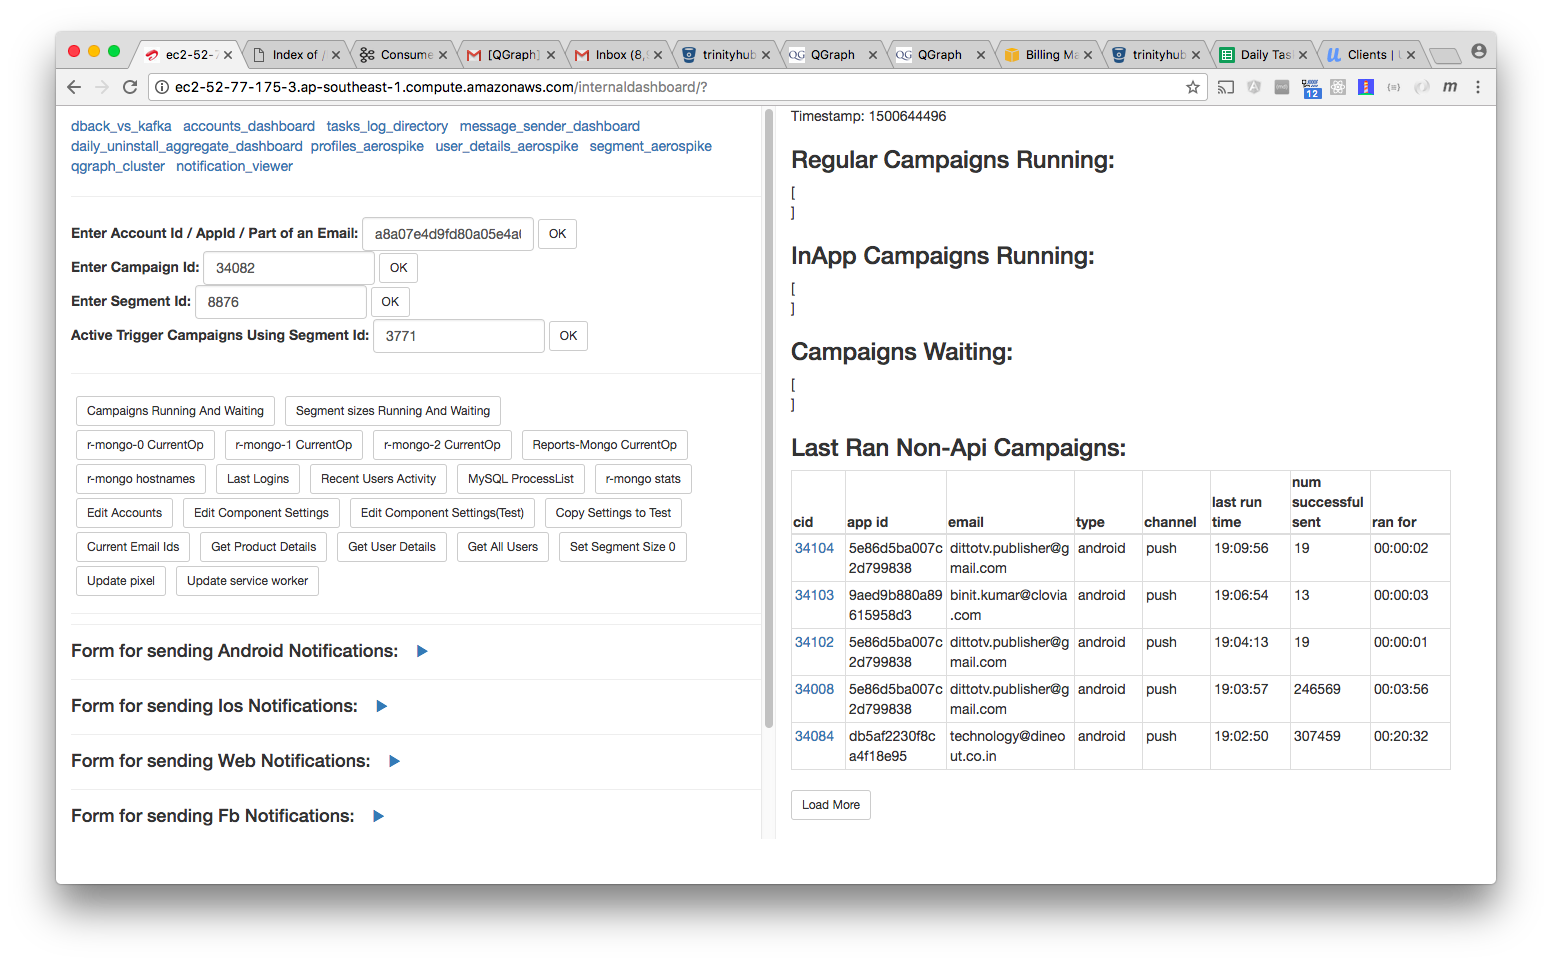 ec2-52-7
Index of /
Consume
[QGraph]
Inbox (8,
trinityhub
QG QGraph
QG QGraph
Billing Ma
trinityhub
Daily Task
Clients |
ec2-52-77-175-3.ap-southeast-1.compute.amazonaws.com/internaldashboard/?
12
m
dback_vs_kafka accounts_dashboard tasks_log_directory message_sender_dashboard
daily_uninstall_aggregate_dashboard profiles_aerospike user_details_aerospike segment_aerospike
qgraph_cluster notification_viewer
Enter Account Id / AppId / Part of an Email: a8a07e4d9fd80a05e4a OK
Enter Campaign Id: 34082 OK
Enter Segment Id: 8876 OK
Active Trigger Campaigns Using Segment Id: 3771 OK
Campaigns Running And Waiting Segment sizes Running And Waiting
r-mongo-0 CurrentOp r-mongo-1 CurrentOp r-mongo-2 CurrentOp Reports-Mongo CurrentOp
r-mongo hostnames Last Logins Recent Users Activity MySQL ProcessList r-mongo stats
Edit Accounts Edit Component Settings Edit Component Settings(Test) Copy Settings to Test
Current Email Ids Get Product Details Get User Details Get All Users Set Segment Size 0
Update pixel Update service worker
Form for sending Android Notifications:
Form for sending Ios Notifications:
Form for sending Web Notifications:
Form for sending Fb Notifications:
Timestamp: 1500644496
Regular Campaigns Running:
[
]
InApp Campaigns Running:
[
]
Campaigns Waiting:
[
]
Last Ran Non-Api Campaigns:
cid app id email type channel last run time num successful sent ran for
34104 5e86d5ba007c2d799838 dittotv.publisher@gmail.com android push 19:09:56 19 00:00:02
34103 9aed9b880a89615958d3 binit.kumar@clovia.com android push 19:06:54 13 00:00:03
34102 5e86d5ba007c2d799838 dittotv.publisher@gmail.com android push 19:04:13 19 00:00:01
34008 5e86d5ba007c2d799838 dittotv.publisher@gmail.com android push 19:03:57 246569 00:03:56
34084 db5af2230f8ca4f18e95 technology@dineout.co.in android push 19:02:50 307459 00:20:32
Load More